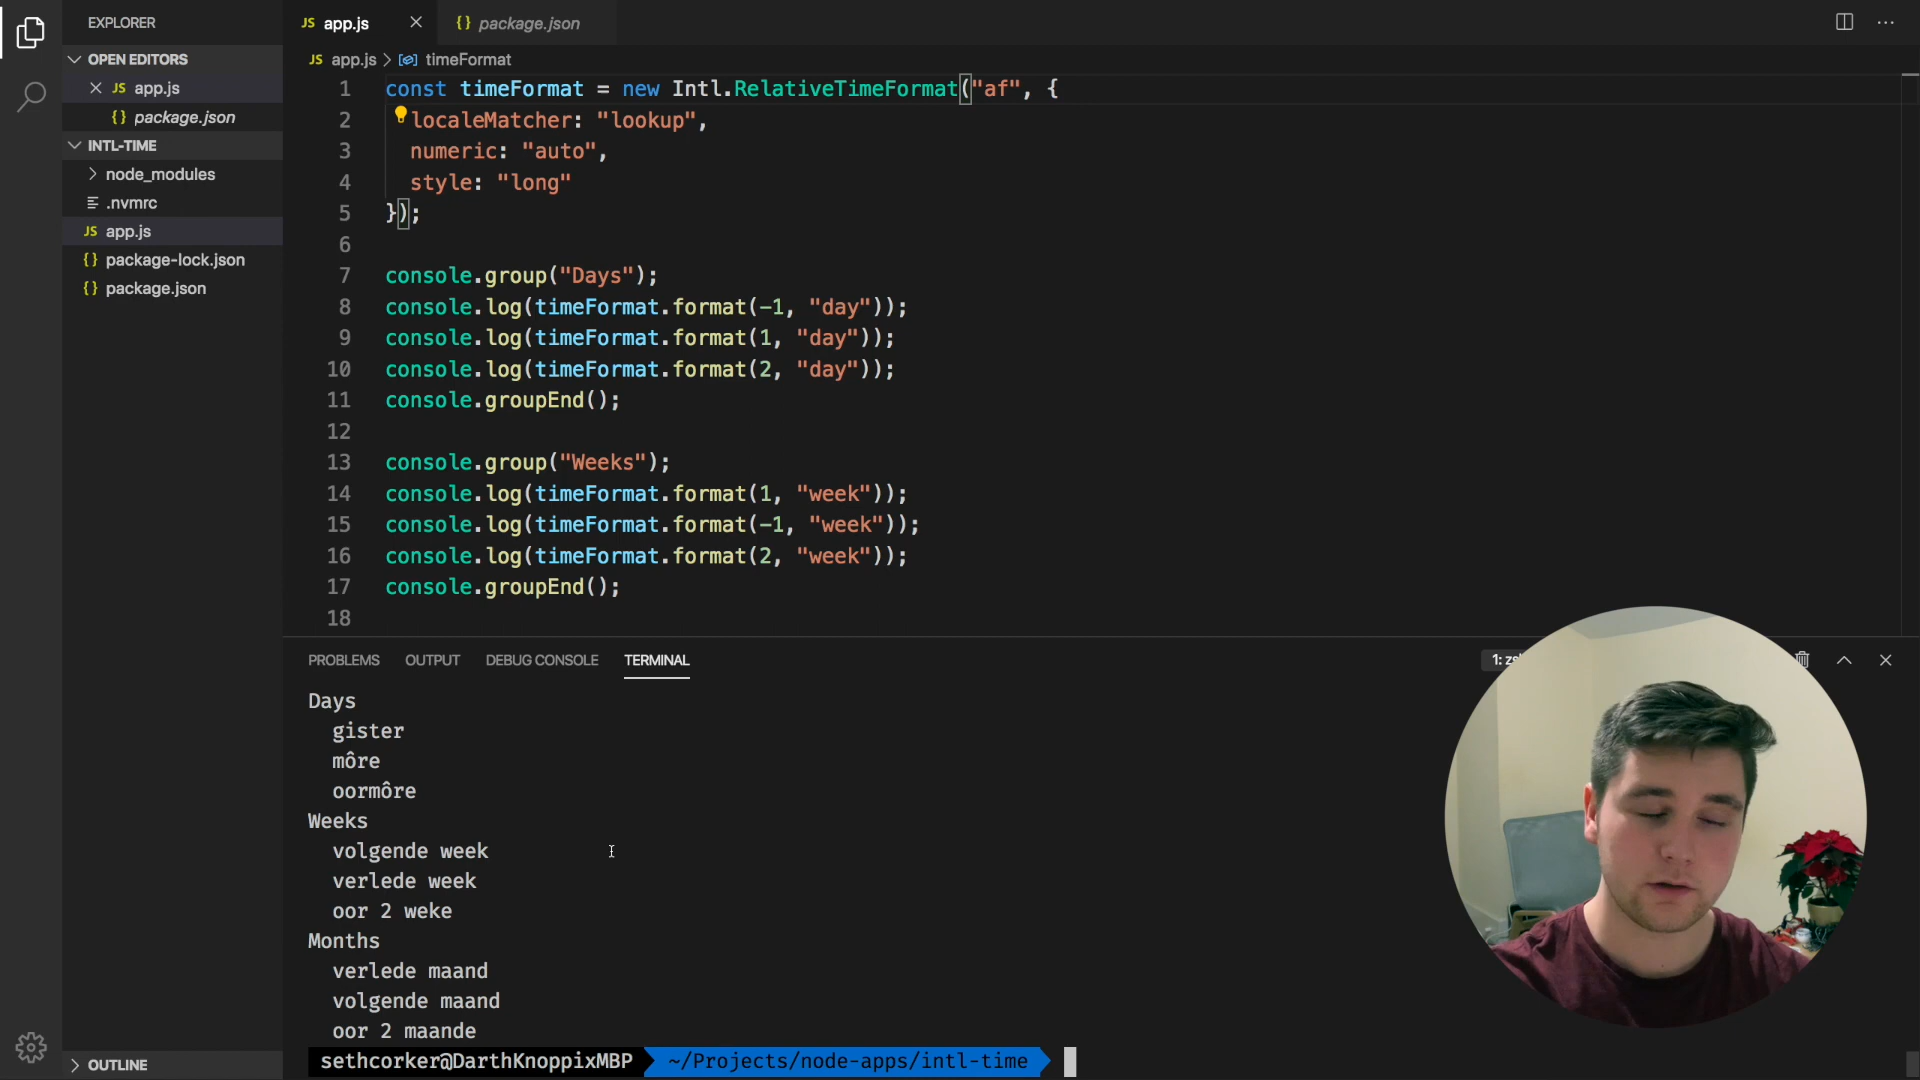 EXPLORER
OPEN EDITORS
JS app.js
{} package.json
INTL-TIME
node_modules
.nvmrc
JS app.js
{} package-lock.json
{} package.json
OUTLINE
JS app.js
{} package.json
JS app.js > timeFormat
1 const timeFormat = new Intl.RelativeTimeFormat("af", {
2 localeMatcher: "lookup",
3 numeric: "auto",
4 style: "long"
5 });
6
7 console.group("Days");
8 console.log(timeFormat.format(-1, "day"));
9 console.log(timeFormat.format(1, "day"));
10 console.log(timeFormat.format(2, "day"));
11 console.groupEnd();
12
13 console.group("Weeks");
14 console.log(timeFormat.format(1, "week"));
15 console.log(timeFormat.format(-1, "week"));
16 console.log(timeFormat.format(2, "week"));
17 console.groupEnd();
18
PROBLEMS OUTPUT DEBUG CONSOLE TERMINAL
1:
Days
gister
môre
oormôre
Weeks
volgende week
verlede week
oor 2 weke
Months
verlede maand
volgende maand
oor 2 maande
sethcorker@DarthKnoppixMBP ~/Projects/node-apps/intl-time